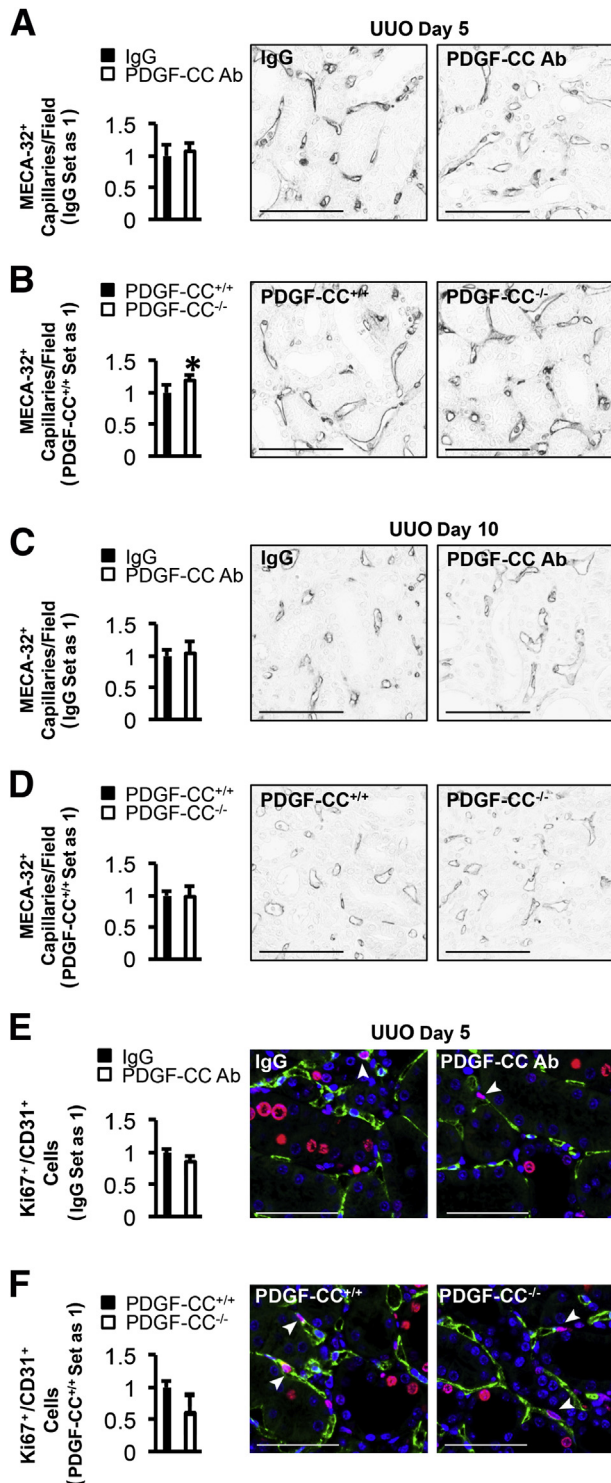 A
UUO Day 5
IgG
PDGF-CC Ab
MECA-32⁺
Capillaries/Field
(IgG Set as 1)
1.5
1
0.5
0
IgG
PDGF-CC Ab
B
PDGF-CC⁺/⁺
PDGF-CC⁻/⁻
MECA-32⁺
Capillaries/Field
(PDGF-CC⁺/⁺ Set as 1)
1.5
1
0.5
0
*
PDGF-CC⁺/⁺
PDGF-CC⁻/⁻
UUO Day 10
C
IgG
PDGF-CC Ab
MECA-32⁺
Capillaries/Field
(IgG Set as 1)
1.5
1
0.5
0
IgG
PDGF-CC Ab
D
PDGF-CC⁺/⁺
PDGF-CC⁻/⁻
MECA-32⁺
Capillaries/Field
(PDGF-CC⁺/⁺ Set as 1)
1.5
1
0.5
0
PDGF-CC⁺/⁺
PDGF-CC⁻/⁻
E
UUO Day 5
IgG
PDGF-CC Ab
Ki67⁺/CD31⁺
Cells
(IgG Set as 1)
1.5
1
0.5
0
IgG
PDGF-CC Ab
F
PDGF-CC⁺/⁺
PDGF-CC⁻/⁻
Ki67⁺/CD31⁺
Cells
(PDGF-CC⁺/⁺ Set as 1)
1.5
1
0.5
0
PDGF-CC⁺/⁺
PDGF-CC⁻/⁻